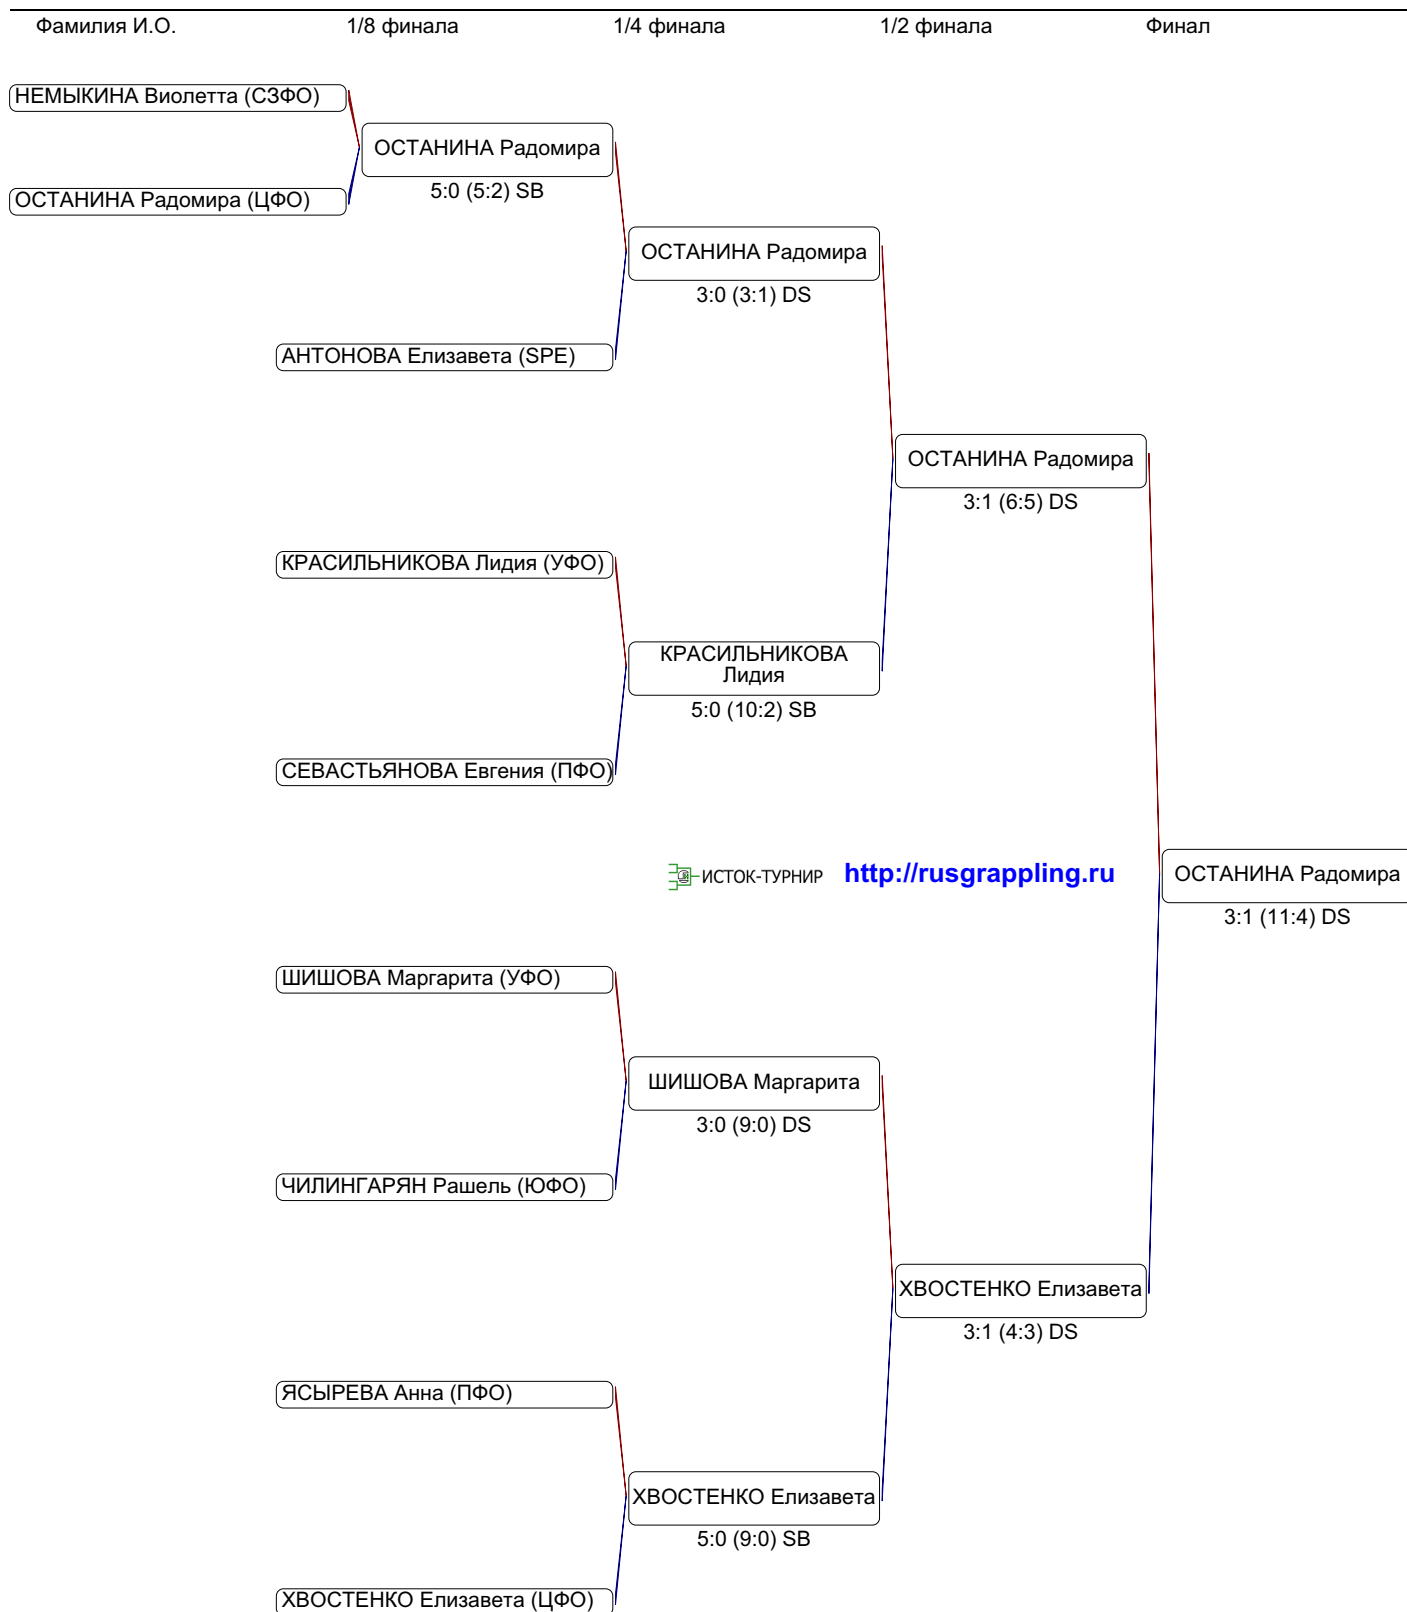 Фамилия И.О. 1/8 финала 1/4 финала 1/2 финала Финал
НЕМЫКИНА Виолетта (СЗФО)
ОСТАНИНА Радомира
5:0 (5:2) SB
ОСТАНИНА Радомира (ЦФО)
ОСТАНИНА Радомира
3:0 (3:1) DS
АНТОНОВА Елизавета (SPE)
ОСТАНИНА Радомира
3:1 (6:5) DS
КРАСИЛЬНИКОВА Лидия (УФО)
КРАСИЛЬНИКОВА
Лидия
5:0 (10:2) SB
СЕВАСТЬЯНОВА Евгения (ПФО)
ИСТОК-ТУРНИР http://rusgrappling.ru
ОСТАНИНА Радомира
3:1 (11:4) DS
ШИШОВА Маргарита (УФО)
ШИШОВА Маргарита
3:0 (9:0) DS
ЧИЛИНГАРЯН Рашель (ЮФО)
ХВОСТЕНКО Елизавета
3:1 (4:3) DS
ЯСЫРЕВА Анна (ПФО)
ХВОСТЕНКО Елизавета
5:0 (9:0) SB
ХВОСТЕНКО Елизавета (ЦФО)